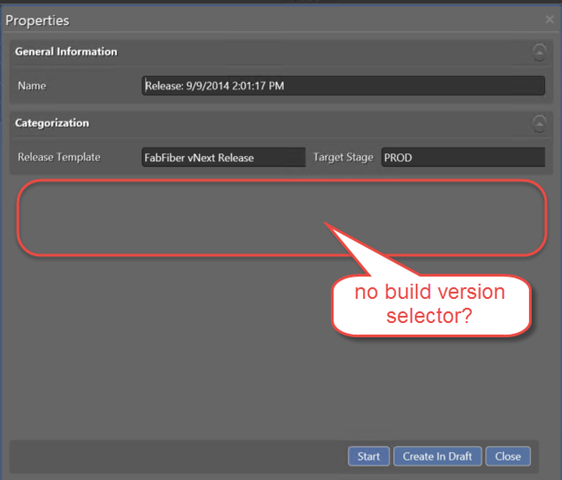 Properties
General Information
Name Release: 9/9/2014 2:01:17 PM
Categorization
Release Template FabFiber vNext Release Target Stage PROD
no build version
selector?
Start Create In Draft Close